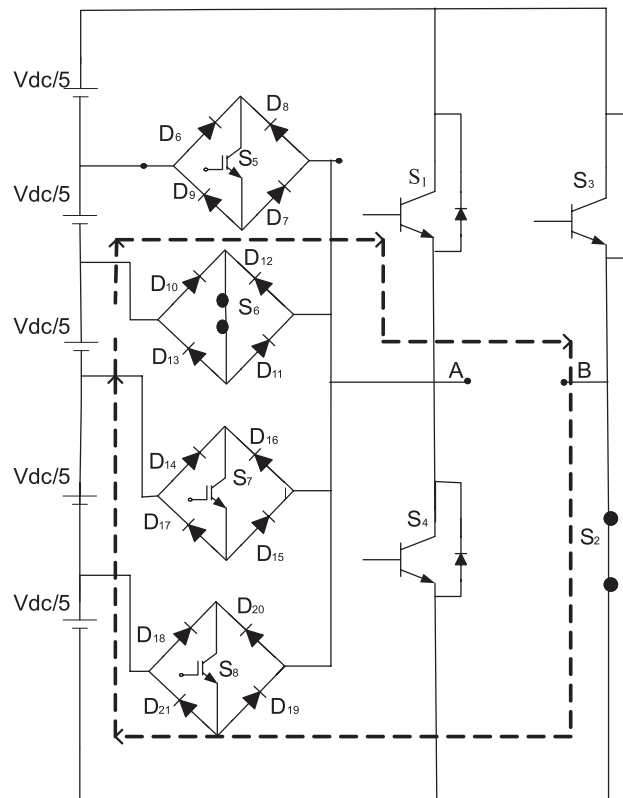 Vdc/5
D8
D6
S5
S1
S3
D9
D7
Vdc/5
D12
D10
S6
Vdc/5
D13
D11
A
B
D16
D14
S7
Vdc/5
D17
D15
S4
S2
Vdc/5
D20
D18
S8
D21
D19